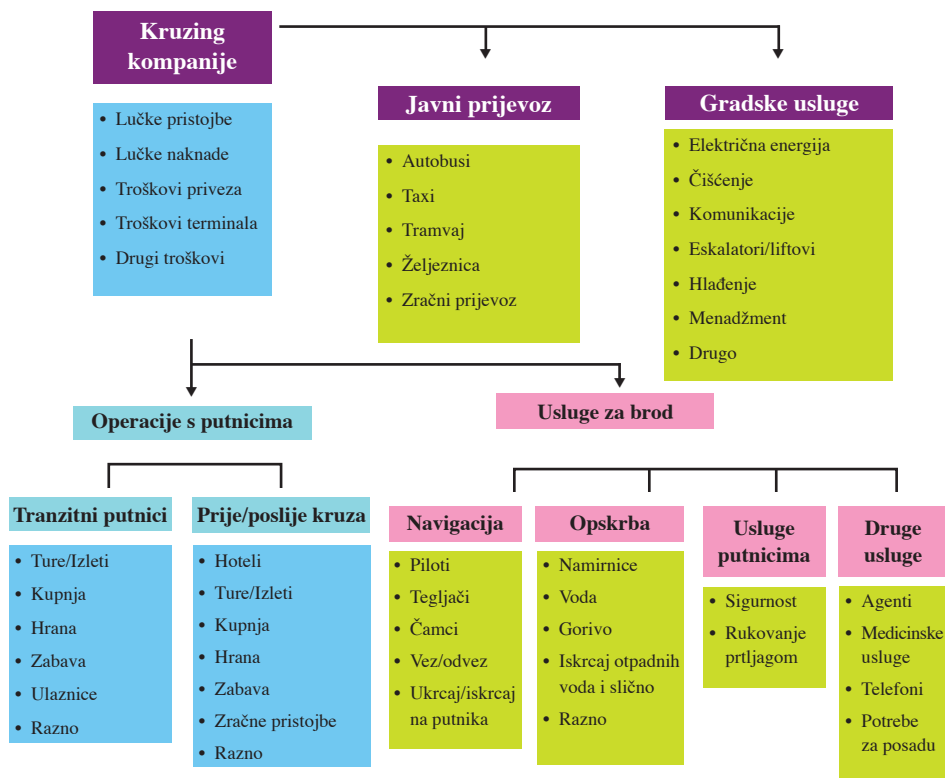 Kruzing
kompanije
• Lučke pristojbe
• Lučke naknade
• Troškovi priveza
• Troškovi terminala
• Drugi troškovi
Javni prijevoz
• Autobusi
• Taxi
• Tramvaj
• Željeznica
• Zračni prijevoz
Gradske usluge
• Električna energija
• Čišćenje
• Komunikacije
• Eskalatori/liftovi
• Hlađenje
• Menadžment
• Drugo
Operacije s putnicima
Usluge za brod
Tranzitni putnici
• Ture/Izleti
• Kupnja
• Hrana
• Zabava
• Ulaznice
• Razno
Prije/poslije kruza
• Hoteli
• Ture/Izleti
• Kupnja
• Hrana
• Zabava
• Zračne pristojbe
• Razno
Navigacija
• Piloti
• Tegljači
• Čamci
• Vez/odvez
• Ukrcaj/iskrcaj
na putnika
Opskrba
• Namirnice
• Voda
• Gorivo
• Iskrcaj otpadnih
voda i slično
• Razno
Usluge
putnicima
• Sigurnost
• Rukovanje
prtljagom
Druge
usluge
• Agenti
• Medicinske
usluge
• Telefoni
• Potrebe
za posadu